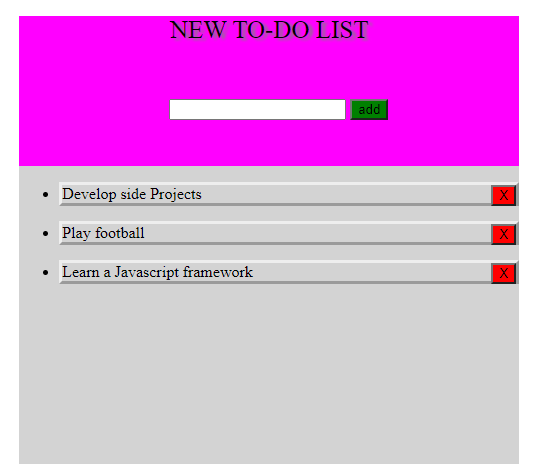 NEW TO-DO LIST
add
Develop side Projects X
Play football X
Learn a Javascript framework X